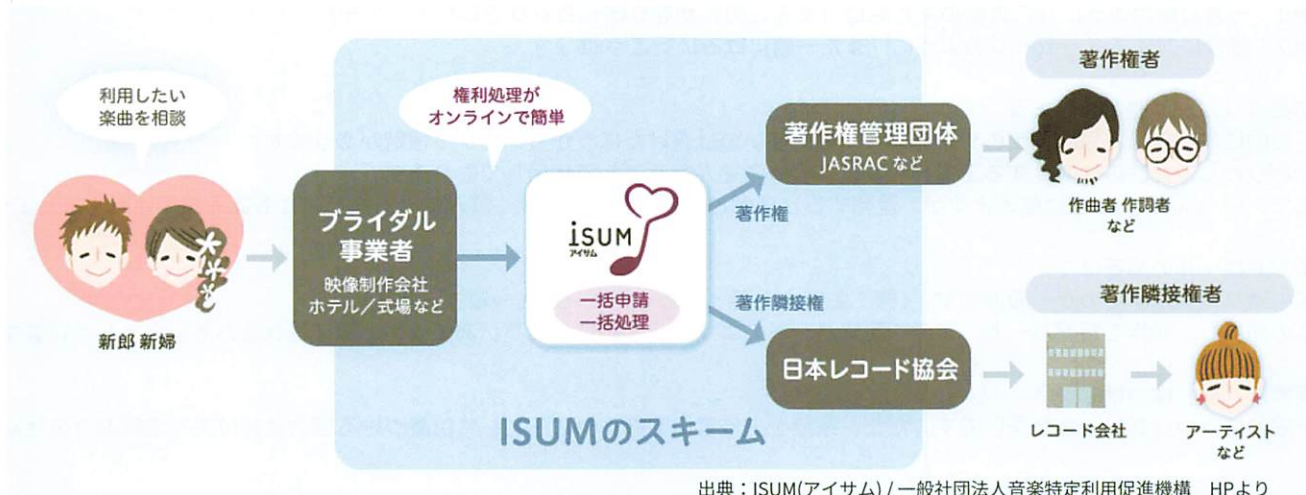 利用したい
楽曲を相談
新郎 新婦
ブライダル
事業者
映像制作会社
ホテル／式場など
権利処理が
オンラインで簡単
ISUM
アイサム
一括申請
一括処理
著作権
著作権管理団体
JASRAC など
著作権者
作曲者 作詞者
など
著作隣接権
日本レコード協会
著作隣接権者
レコード会社
アーティスト
など
ISUMのスキーム
出典：ISUM(アイサム) / 一般社団法人音楽特定利用促進機構　HPより